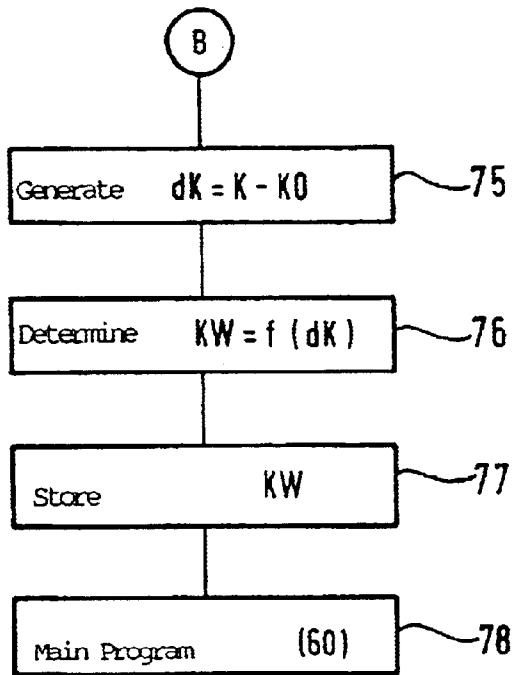 B
Generate dK = K - K0 75
Determine KW = f (dK) 76
Store KW 77
Main Program (60) 78